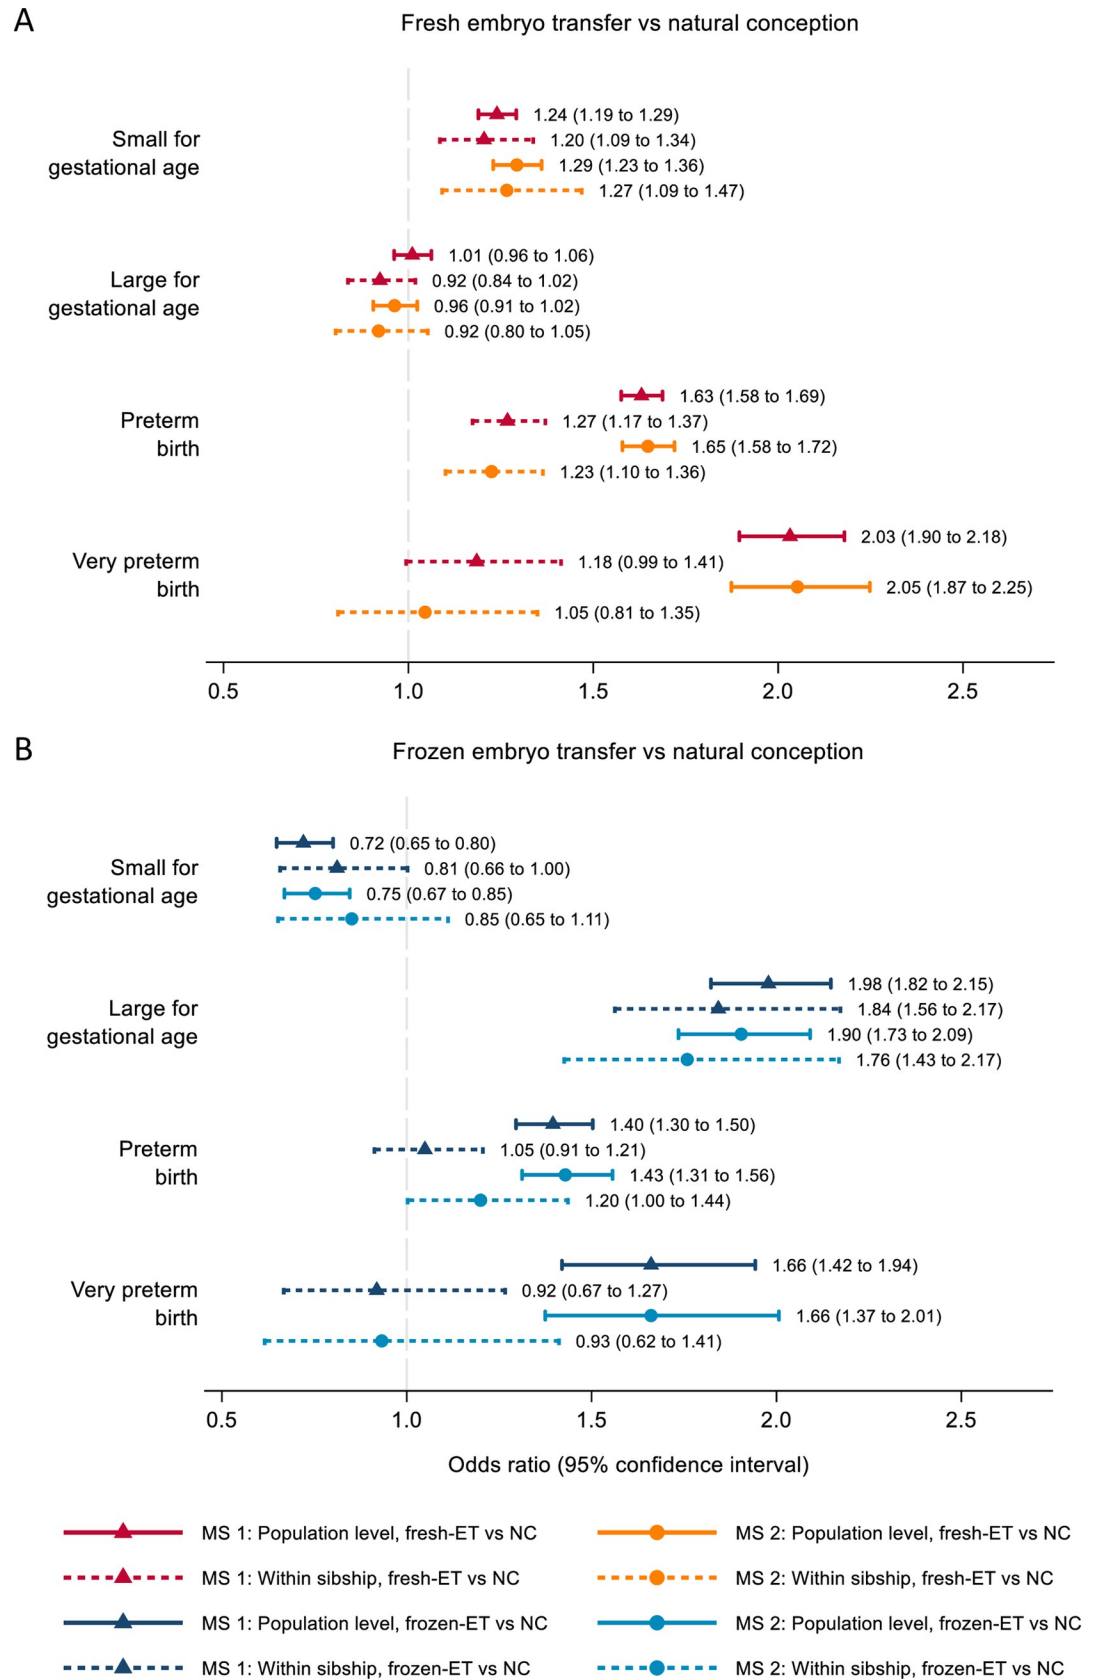 A
Fresh embryo transfer vs natural conception
Small for
gestational age
1.24 (1.19 to 1.29)
1.20 (1.09 to 1.34)
1.29 (1.23 to 1.36)
1.27 (1.09 to 1.47)
Large for
gestational age
1.01 (0.96 to 1.06)
0.92 (0.84 to 1.02)
0.96 (0.91 to 1.02)
0.92 (0.80 to 1.05)
Preterm
birth
1.63 (1.58 to 1.69)
1.27 (1.17 to 1.37)
1.65 (1.58 to 1.72)
1.23 (1.10 to 1.36)
Very preterm
birth
2.03 (1.90 to 2.18)
1.18 (0.99 to 1.41)
2.05 (1.87 to 2.25)
1.05 (0.81 to 1.35)
0.5 1.0 1.5 2.0 2.5
B
Frozen embryo transfer vs natural conception
Small for
gestational age
0.72 (0.65 to 0.80)
0.81 (0.66 to 1.00)
0.75 (0.67 to 0.85)
0.85 (0.65 to 1.11)
Large for
gestational age
1.98 (1.82 to 2.15)
1.84 (1.56 to 2.17)
1.90 (1.73 to 2.09)
1.76 (1.43 to 2.17)
Preterm
birth
1.40 (1.30 to 1.50)
1.05 (0.91 to 1.21)
1.43 (1.31 to 1.56)
1.20 (1.00 to 1.44)
Very preterm
birth
1.66 (1.42 to 1.94)
0.92 (0.67 to 1.27)
1.66 (1.37 to 2.01)
0.93 (0.62 to 1.41)
0.5 1.0 1.5 2.0 2.5
Odds ratio (95% confidence interval)
MS 1: Population level, fresh-ET vs NC
MS 2: Population level, fresh-ET vs NC
MS 1: Within sibship, fresh-ET vs NC
MS 2: Within sibship, fresh-ET vs NC
MS 1: Population level, frozen-ET vs NC
MS 2: Population level, frozen-ET vs NC
MS 1: Within sibship, frozen-ET vs NC
MS 2: Within sibship, frozen-ET vs NC